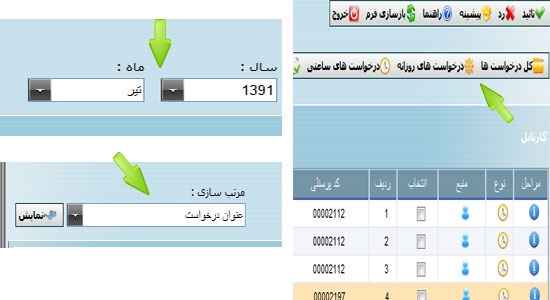 تائید رد پیشینه راهنما بازسازی فرم خروج
کل درخواست ها درخواست های روزانه درخواست های ساعتی
کارتابل
مراحل نوع منبع انتخاب ردیف کد پرسنلی
1 00002112
2 00002112
3 00002112
4 00002197
سال : ماه :
1391 تیر
مرتب سازی :
عنوان درخواست نمایش